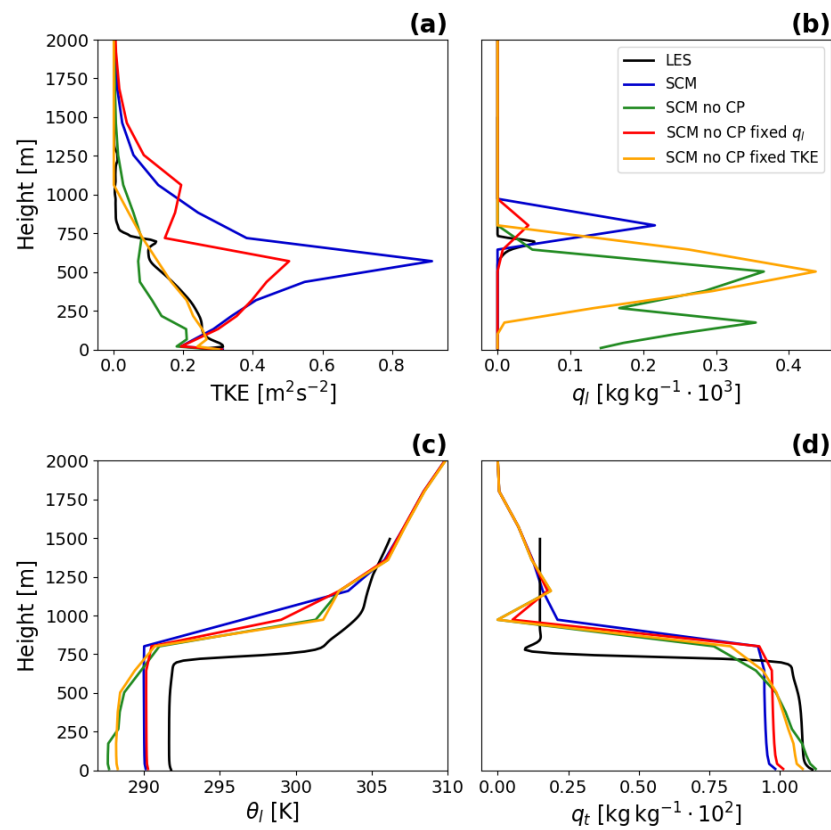 (a)
(b)
2000
1750
1500
1250
1000
750
500
250
0
Height [m]
0.0 0.2 0.4 0.6 0.8
TKE [m²s⁻²]
LES
SCM
SCM no CP
SCM no CP fixed qₗ
SCM no CP fixed TKE
0.0 0.1 0.2 0.3 0.4
qₗ [kg kg⁻¹ · 10³]
(c)
(d)
2000
1750
1500
1250
1000
750
500
250
0
Height [m]
290 295 300 305 310
θₗ [K]
0.00 0.25 0.50 0.75 1.00
qₜ [kg kg⁻¹ · 10²]